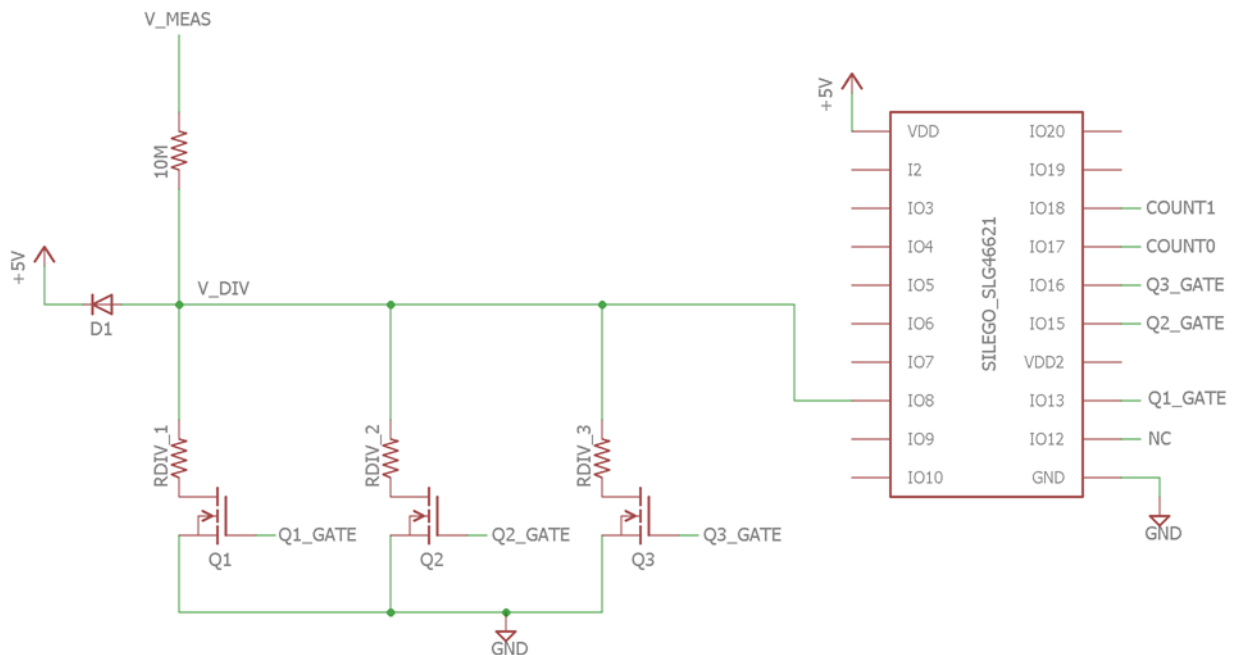 V_MEAS
10M
+5V
D1
V_DIV
RDIV_1
RDIV_2
RDIV_3
Q1_GATE
Q1
Q2_GATE
Q2
Q3_GATE
Q3
GND
+5V
SILEGO_SLG46621
VDD
I2
IO3
IO4
IO5
IO6
IO7
IO8
IO9
IO10
IO20
IO19
IO18 COUNT1
IO17 COUNT0
IO16 Q3_GATE
IO15 Q2_GATE
VDD2
IO13 Q1_GATE
IO12 NC
GND
GND